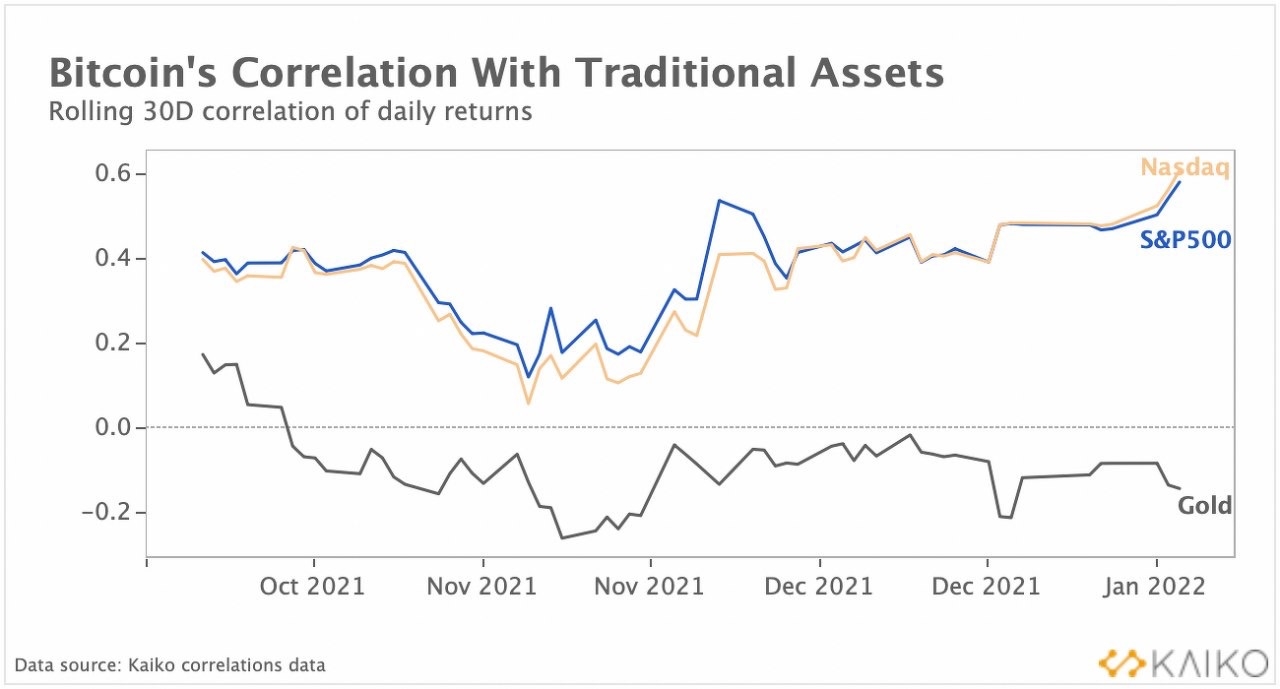 Bitcoin's Correlation With Traditional Assets
Rolling 30D correlation of daily returns
0.6
0.4
0.2
0.0
−0.2
Nasdaq
S&P500
Gold
Oct 2021 Nov 2021 Nov 2021 Dec 2021 Dec 2021 Jan 2022
Data source: Kaiko correlations data
KAIKO